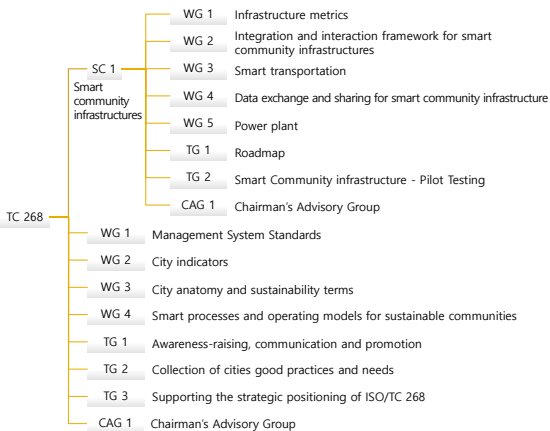 WG 1 Infrastructure metrics
WG 2 Integration and interaction framework for smart
community infrastructures
SC 1
WG 3 Smart transportation
Smart
community
infrastructures
WG 4 Data exchange and sharing for smart community infrastructure
WG 5 Power plant
TG 1 Roadmap
TG 2 Smart Community infrastructure - Pilot Testing
CAG 1 Chairman's Advisory Group
TC 268
WG 1 Management System Standards
WG 2 City indicators
WG 3 City anatomy and sustainability terms
WG 4 Smart processes and operating models for sustainable communities
TG 1 Awareness-raising, communication and promotion
TG 2 Collection of cities good practices and needs
TG 3 Supporting the strategic positioning of ISO/TC 268
CAG 1 Chairman's Advisory Group